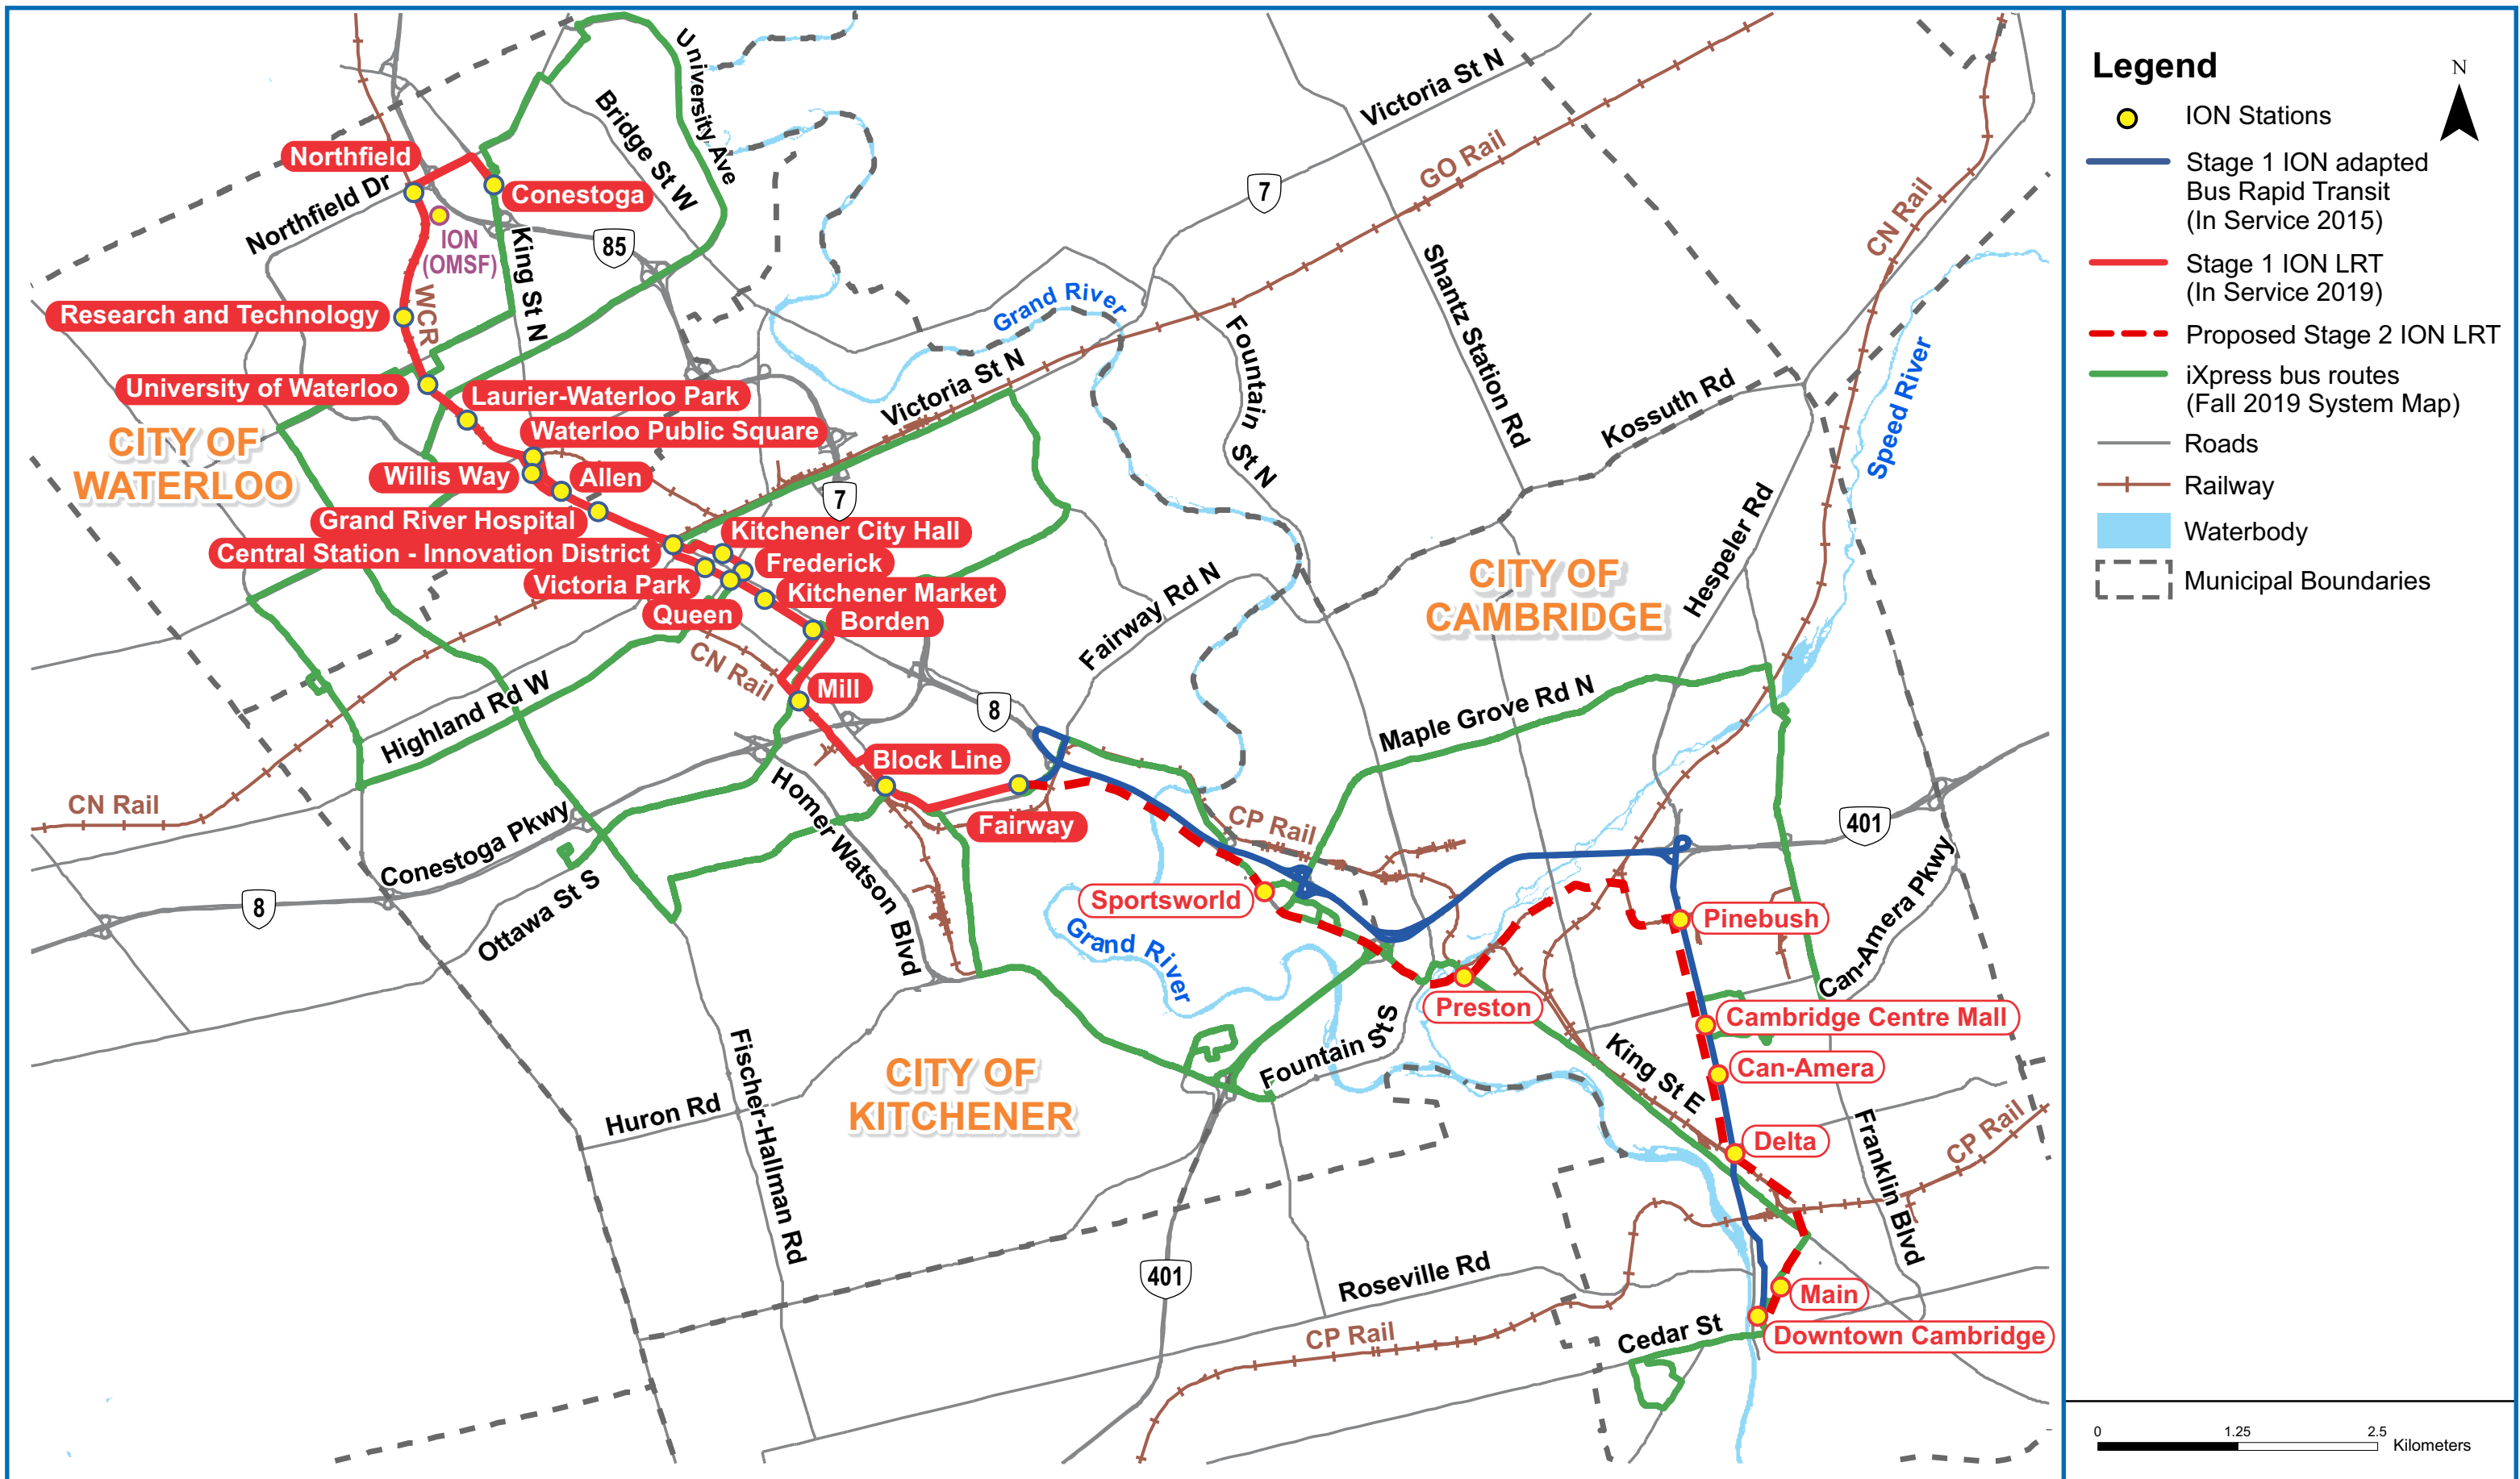 University Ave
Bridge St W
Victoria St N
Northfield
Northfield Dr
Conestoga
ION
(OMSF)
King St N
85
WCR
Research and Technology
University of Waterloo
Laurier-Waterloo Park
Waterloo Public Square
CITY OF
WATERLOO
Willis Way
Allen
Grand River Hospital
Central Station - Innovation District
Kitchener City Hall
Frederick
Victoria Park
Kitchener Market
Queen
Borden
CN Rail
Mill
Highland Rd W
Block Line
Fairway
CN Rail
Conestoga Pkwy
8
Ottawa St S
Homer Watson Blvd
Victoria St N
7
GO Rail
7
Grand River
Fountain St N
Shantz Station Rd
Kossuth Rd
CN Rail
Speed River
Hespeler Rd
CITY OF
CAMBRIDGE
Fairway Rd N
8
Maple Grove Rd N
CP Rail
401
Can-Amera Pkwy
Sportsworld
Grand River
Preston
Pinebush
Cambridge Centre Mall
Can-Amera
Fountain St S
St S
King St E
Delta
CITY OF
KITCHENER
Huron Rd
Fischer-Hallman Rd
Franklin Blvd
CP Rail
401
Roseville Rd
Main
CP Rail
Cedar St
Downtown Cambridge
Legend
N
ION Stations
Stage 1 ION adapted
Bus Rapid Transit
(In Service 2015)
Stage 1 ION LRT
(In Service 2019)
Proposed Stage 2 ION LRT
iXpress bus routes
(Fall 2019 System Map)
Roads
Railway
Waterbody
Municipal Boundaries
0 1.25 2.5
Kilometers